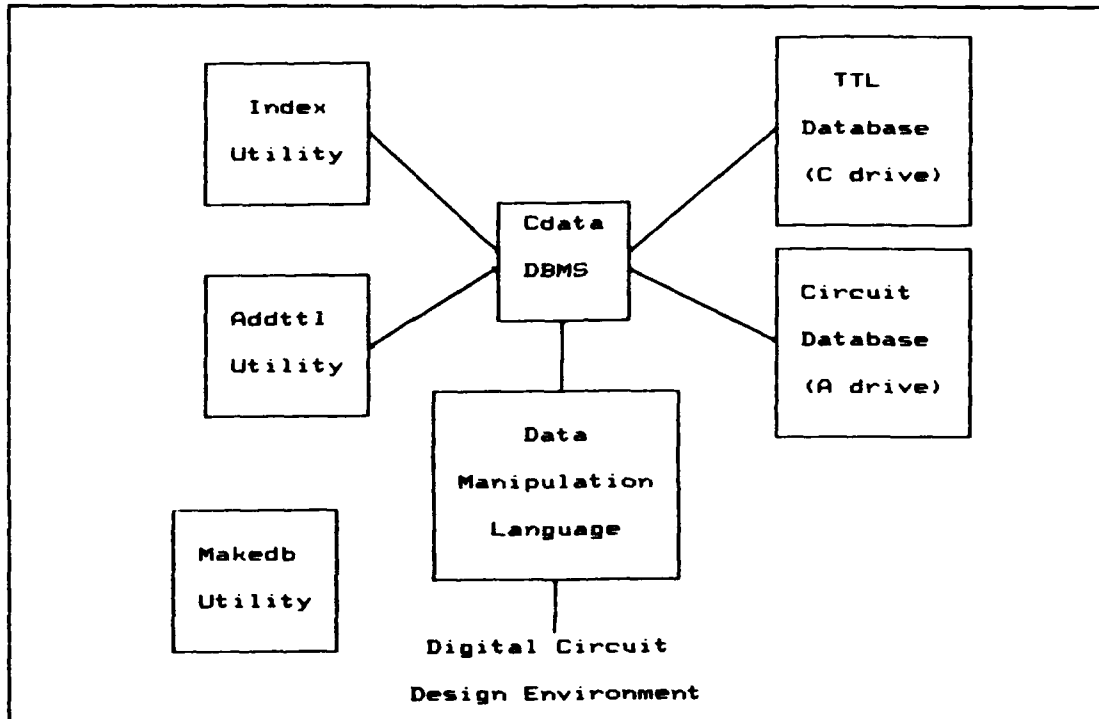 Index
Utility
TTL
Database
(C drive)
Cdata
DBMS
Addttl
Utility
Circuit
Database
(A drive)
Data
Manipulation
Language
Makedb
Utility
Digital Circuit
Design Environment